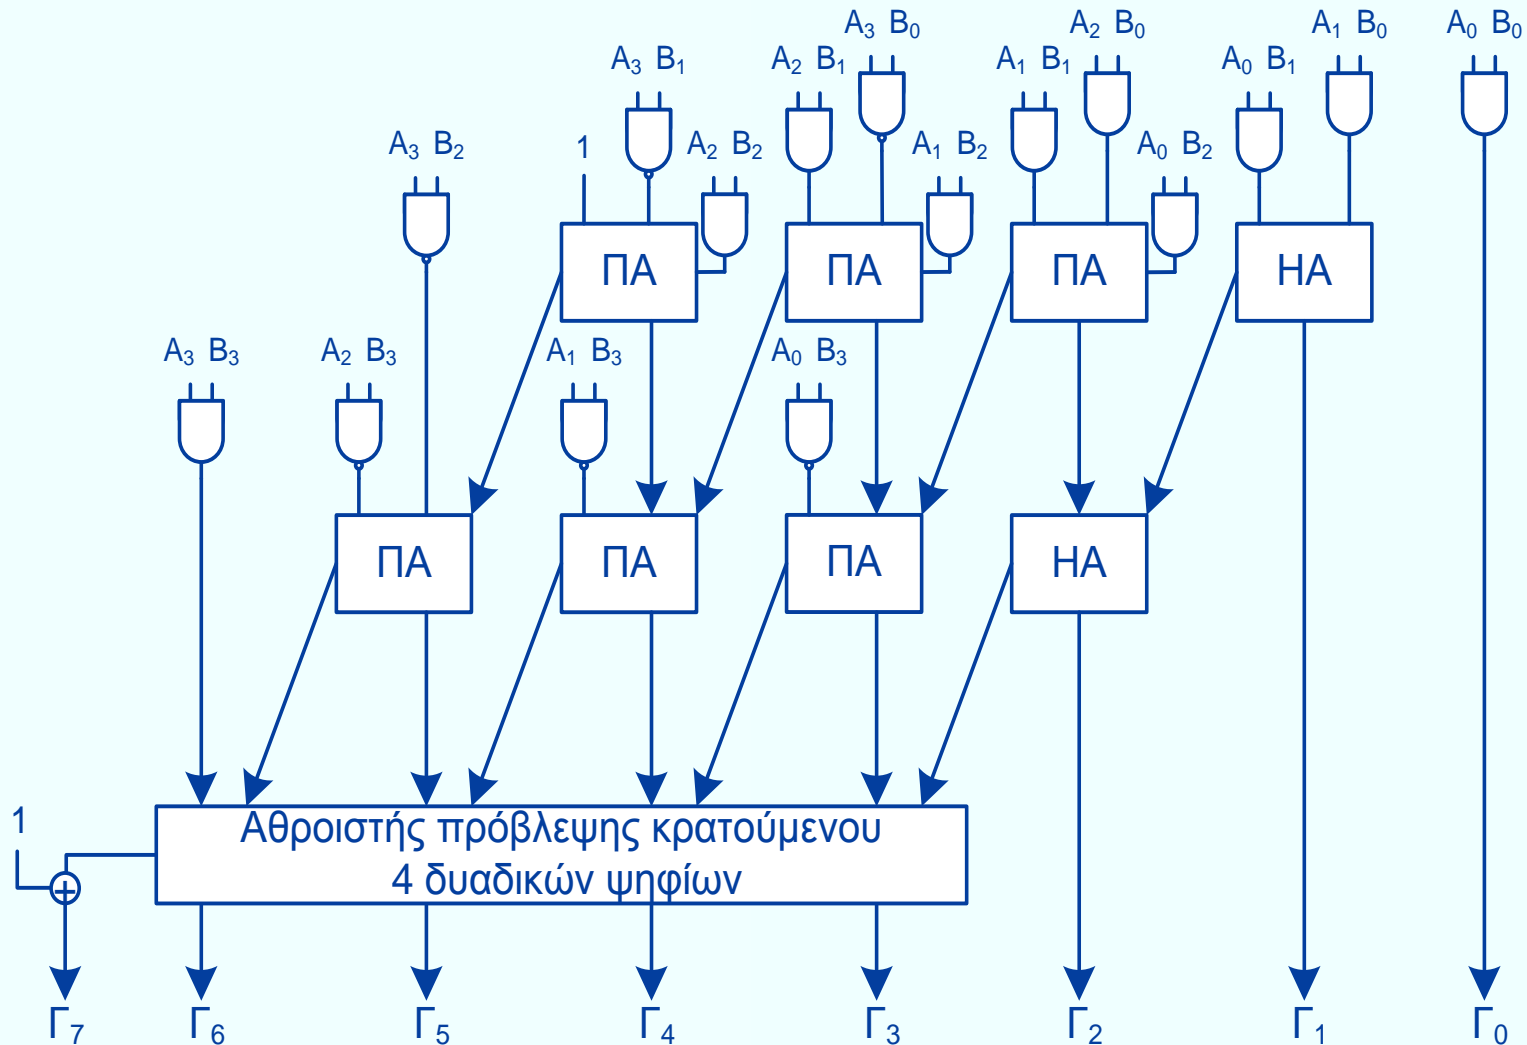 A₃ B₀ A₂ B₀ A₁ B₀ A₀ B₀
A₃ B₁ A₂ B₁ A₁ B₁ A₀ B₁
A₃ B₂ 1 A₂ B₂ A₁ B₂ A₀ B₂
ΠΑ ΠΑ ΠΑ ΗΑ
A₃ B₃ A₂ B₃ A₁ B₃ A₀ B₃
ΠΑ ΠΑ ΠΑ ΗΑ
1
Αθροιστής πρόβλεψης κρατούμενου
4 δυαδικών ψηφίων
Γ₇ Γ₆ Γ₅ Γ₄ Γ₃ Γ₂ Γ₁ Γ₀